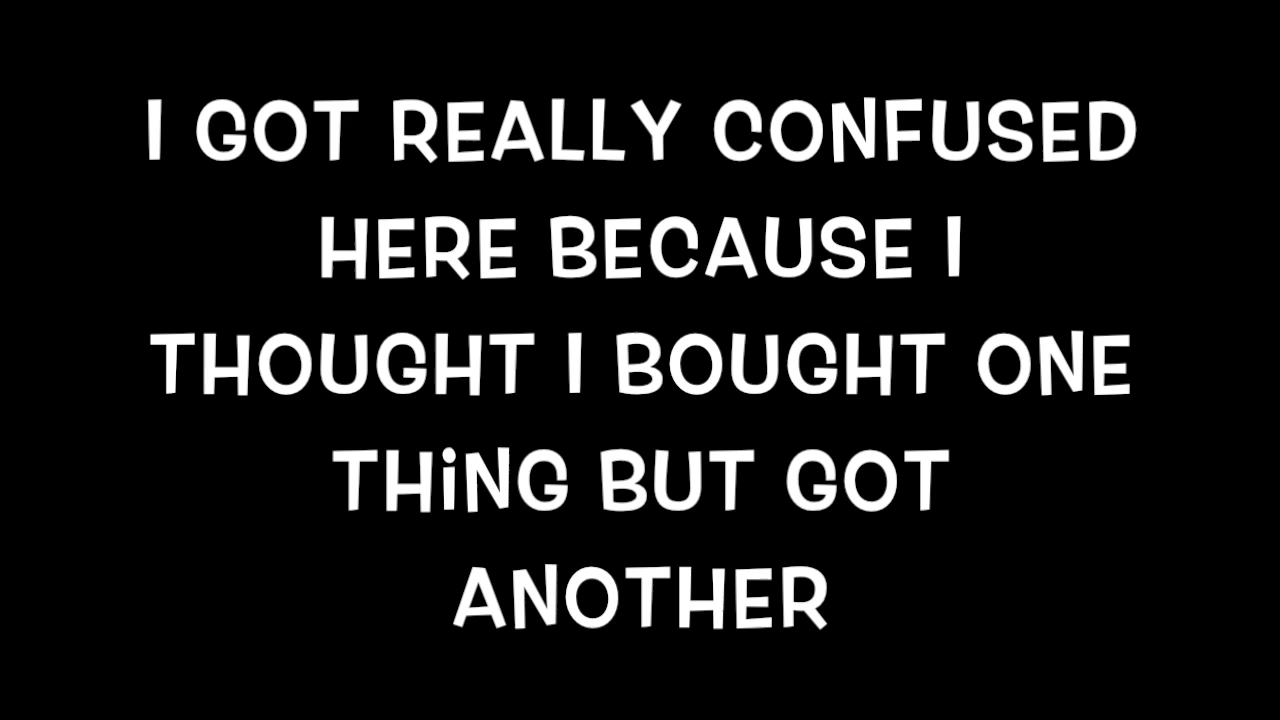 I GOT REALLY CONFUSED
HERE BECAUSE I
THOUGHT I BOUGHT ONE
THiNG BUT GOT
ANOTHER